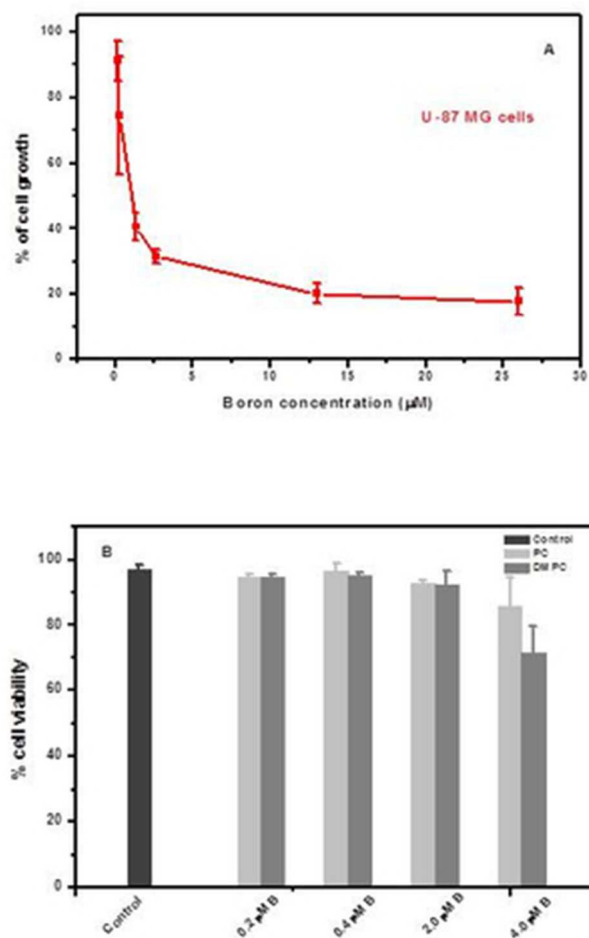 100
80
60
40
20
0
% of cell growth
A
U-87 MG cells
0
5
10
15
20
25
30
Boron concentration (µM)
B
Control
PC
DMPC
100
80
60
40
20
0
% cell viability
Control
0.2 µM B
0.4 µM B
2.0 µM B
4.0 µM B